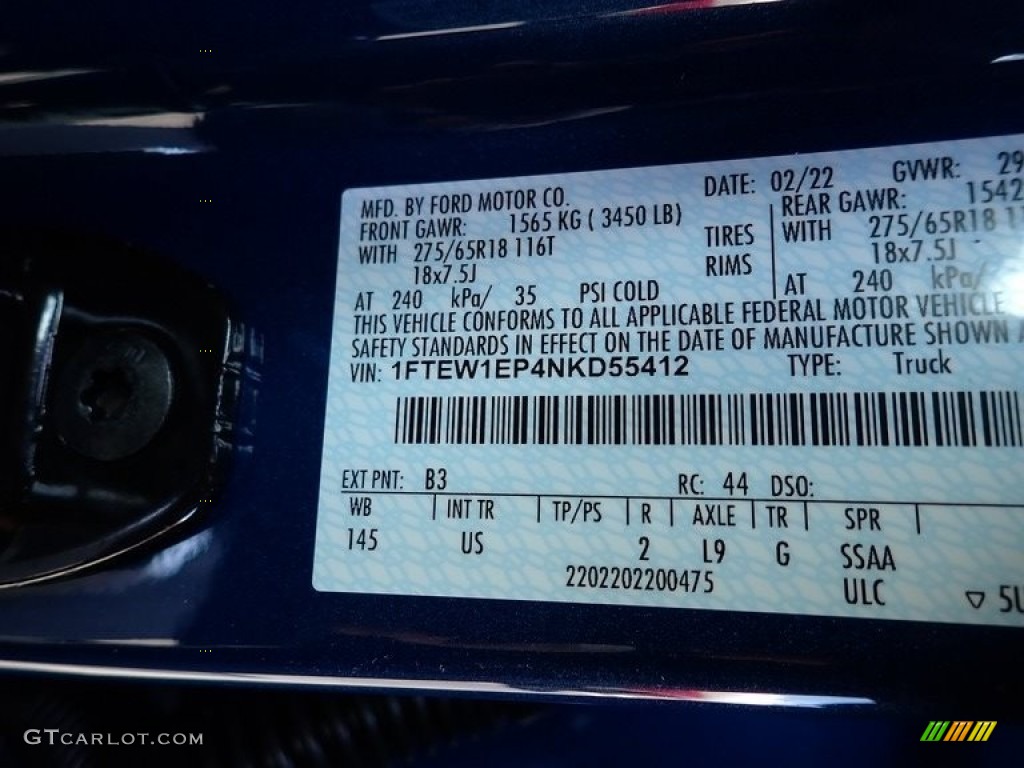 MFD. BY FORD MOTOR CO. DATE: 02/22 GVWR: 29
FRONT GAWR: 1565 KG ( 3450 LB) REAR GAWR: 1542
WITH 275/65R18 116T TIRES WITH 275/65R18
18x7.5J RIMS 18x7.5J
AT 240 kPa/ 35 PSI COLD AT 240 kPa/
THIS VEHICLE CONFORMS TO ALL APPLICABLE FEDERAL MOTOR VEHICLE
SAFETY STANDARDS IN EFFECT ON THE DATE OF MANUFACTURE SHOWN
VIN: 1FTEW1EP4NKD55412 TYPE: Truck
EXT PNT: B3 RC: 44 DSO:
WB INT TR TP/PS R AXLE TR SPR
145 US 2 L9 G SSAA
2202202200475 ULC ▽ 5U
GTCARLOT.COM